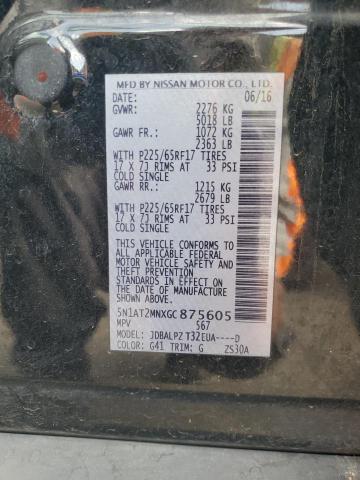 MFD BY NISSAN MOTOR CO., LTD.
DATE: 06/16
GVWR: 2276 KG
5018 LB
GAWR FR: 1072 KG
2363 LB
WITH P225/65RF17 TIRES
17 X 7J RIMS AT 33 PSI
COLD SINGLE
GAWR RR: 1215 KG
2679 LB
WITH P225/65RF17 TIRES
17 X 7J RIMS AT 33 PSI
COLD SINGLE
THIS VEHICLE CONFORMS TO
ALL APPLICABLE FEDERAL
MOTOR VEHICLE SAFETY
STANDARDS IN EFFECT ON THE
DATE OF MANUFACTURE
SHOWN ABOVE.
5N1AT2MNXGC875605
MPV 567
MODEL: JDBALPZ T32EUA----D
COLOR: G41 TRIM: G ZS30A